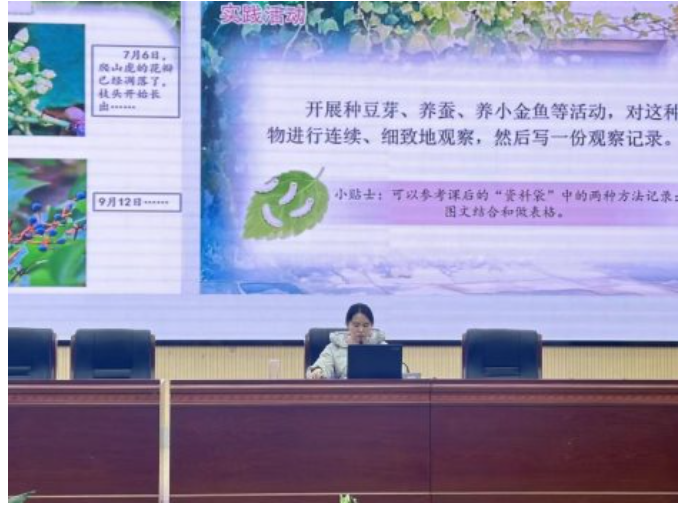 7月6日，
爬山虎的花瓣
已经凋落了，
枝头开始长
出……
9月12日……
实践活动
开展种豆芽、养蚕、养小金鱼等活动，对这种
物进行连续、细致地观察，然后写一份观察记录。
小贴士：可以参考课后的“资料袋”中的两种方法记录：
图文结合和做表格。